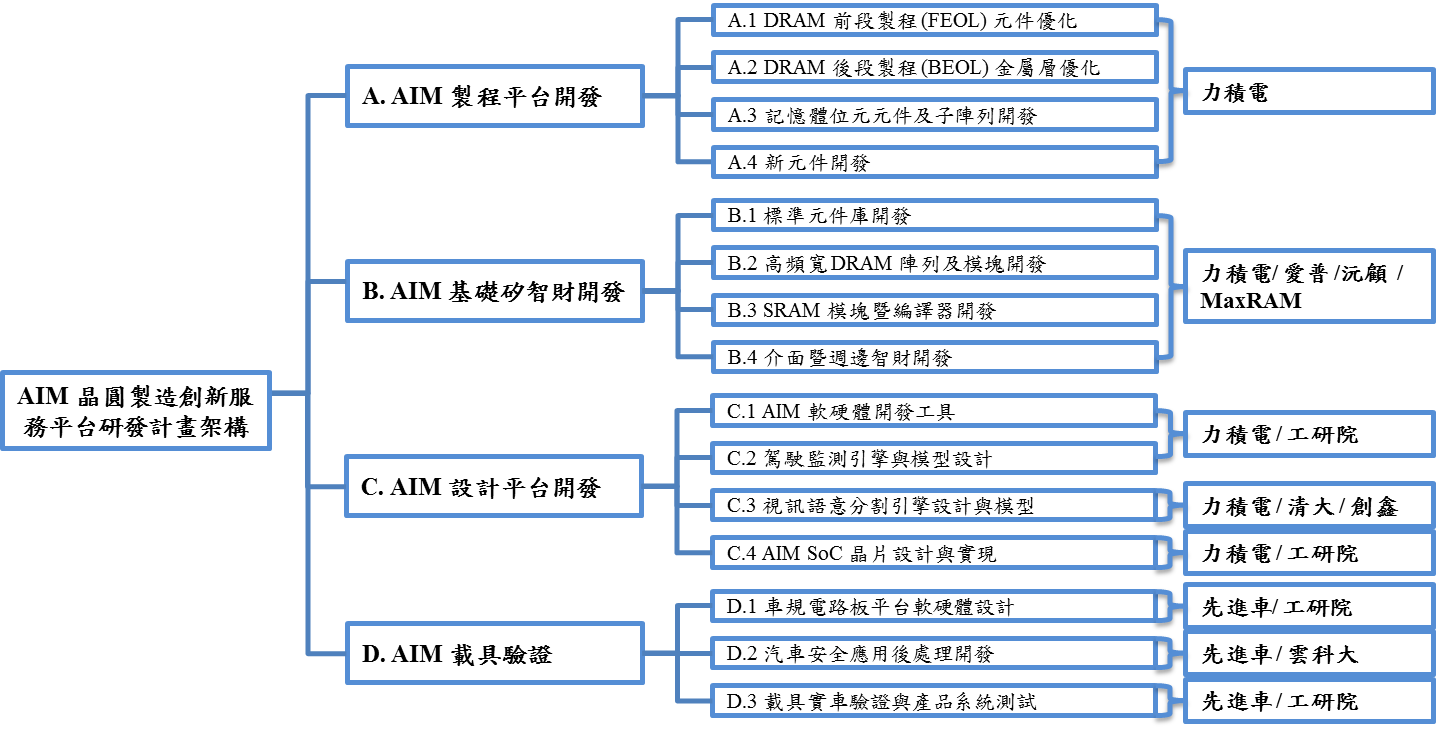 AIM 晶圓製造創新服
務平台研發計畫架構
A. AIM 製程平台開發
A.1 DRAM 前段製程(FEOL) 元件優化
A.2 DRAM 後段製程(BEOL) 金屬層優化
A.3 記憶體位元元件及子陣列開發
A.4 新元件開發
力積電
B. AIM 基礎矽智財開發
B.1 標準元件庫開發
B.2 高頻寬DRAM 陣列及模塊開發
B.3 SRAM 模塊暨編譯器開發
B.4 介面暨週邊智財開發
力積電/ 愛普 /沅顧 /
MaxRAM
C. AIM 設計平台開發
C.1 AIM 軟硬體開發工具
C.2 駕駛監測引擎與模型設計
力積電 / 工研院
C.3 視訊語意分割引擎設計與模型
力積電 / 清大 / 創鑫
C.4 AIM SoC 晶片設計與實現
力積電 / 工研院
D. AIM 載具驗證
D.1 車規電路板平台軟硬體設計
先進車/ 工研院
D.2 汽車安全應用後處理開發
先進車 / 雲科大
D.3 載具實車驗證與產品系統測試
先進車 / 工研院